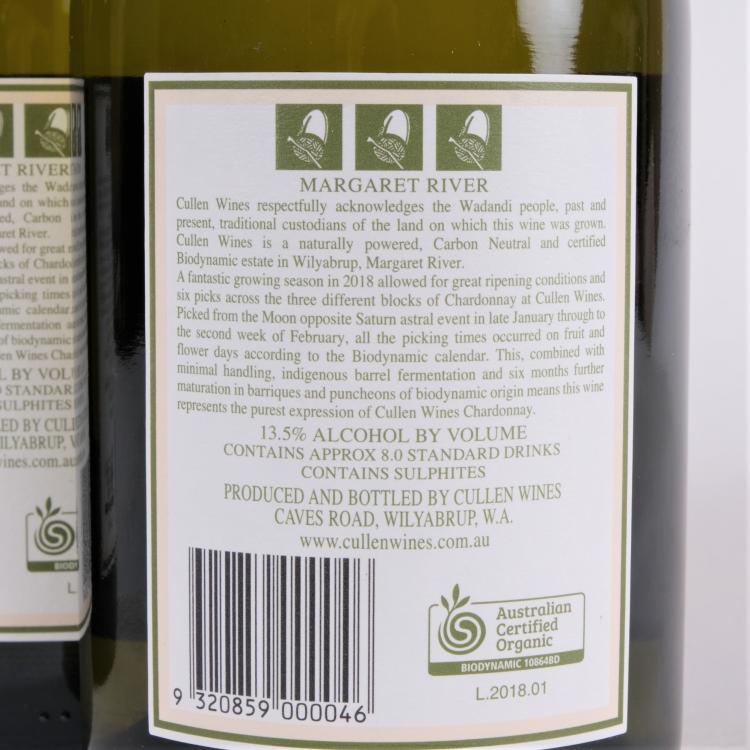 MARGARET RIVER
Cullen Wines respectfully acknowledges the Wadandi people, past and
present, traditional custodians of the land on which this wine was grown.
Cullen Wines is a naturally powered, Carbon Neutral and certified
Biodynamic estate in Wilyabrup, Margaret River.
A fantastic growing season in 2018 allowed for great ripening conditions and
six picks across the three different blocks of Chardonnay at Cullen Wines.
Picked from the Moon opposite Saturn astral event in late January through to
the second week of February, all the picking times occurred on fruit and
flower days according to the Biodynamic calendar. This, combined with
minimal handling, indigenous barrel fermentation and six months further
maturation in barriques and puncheons of biodynamic origin means this wine
represents the purest expression of Cullen Wines Chardonnay.
13.5% ALCOHOL BY VOLUME
CONTAINS APPROX 8.0 STANDARD DRINKS
CONTAINS SULPHITES
PRODUCED AND BOTTLED BY CULLEN WINES
CAVES ROAD, WILYABRUP, W.A.
www.cullenwines.com.au
9 320859 000046
Australian
Certified
Organic
BIODYNAMIC 10864BD
L.2018.01